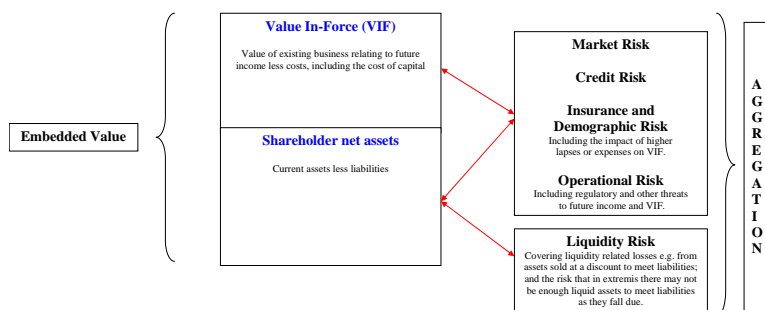 Embedded Value
Value In-Force (VIF)
Value of existing business relating to future
income less costs, including the cost of capital
Shareholder net assets
Current assets less liabilities
Market Risk
Credit Risk
Insurance and
Demographic Risk
Including the impact of higher
lapses or expenses on VIF.
Operational Risk
Including regulatory and other threats
to future income and VIF.
Liquidity Risk
Covering liquidity related losses e.g. from
assets sold at a discount to meet liabilities;
and the risk that in extremis there may not
be enough liquid assets to meet liabilities
as they fall due.
A
G
G
R
E
G
A
T
I
O
N